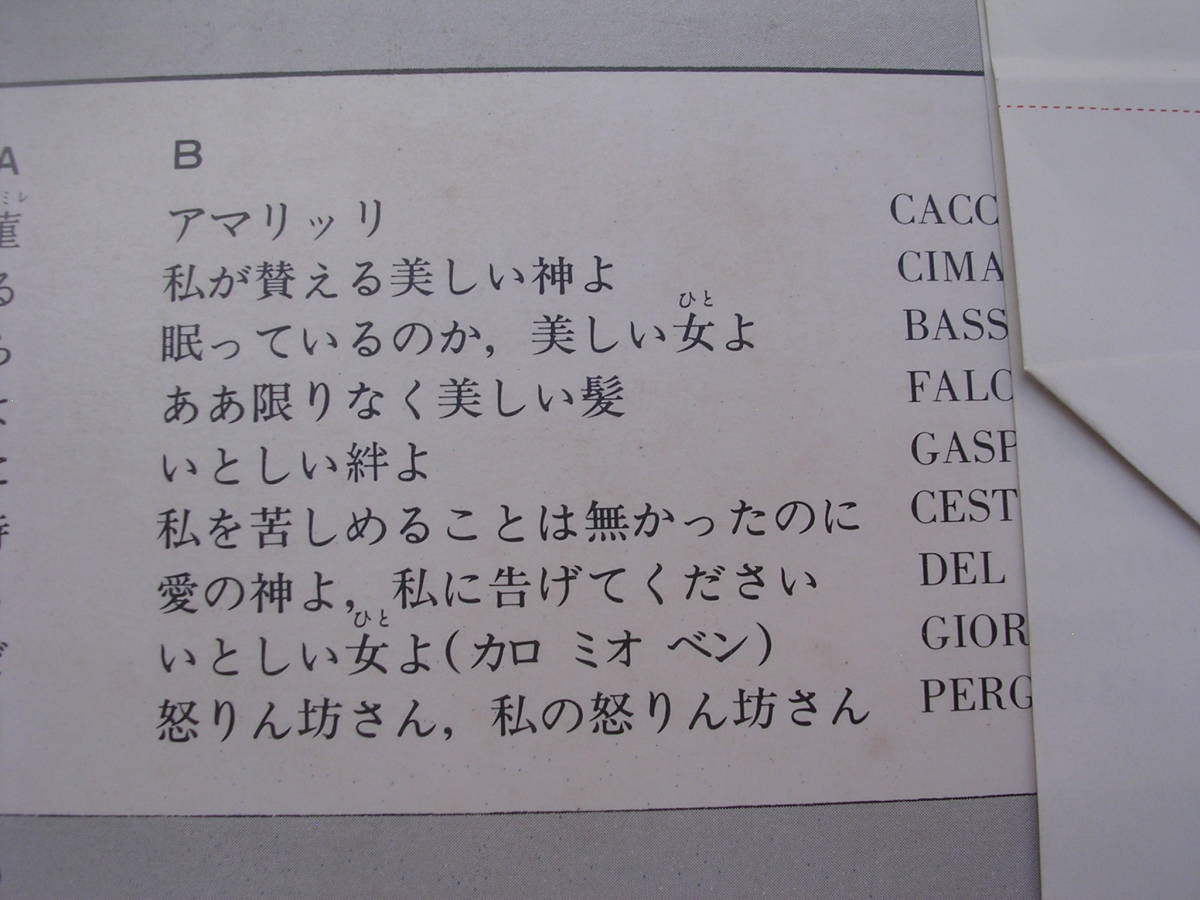 A
B
アマリッリ CACC
私が賛える美しい神よ CIMA
眠っているのか,美しい女よ BASS
ひと
ああ限りなく美しい髪 FALC
いとしい絆よ GASP
私を苦しめることは無かったのに CEST
愛の神よ,私に告げてください DEL
いとしい女よ(カロ ミオ ベン) GIOR
ひと
怒りん坊さん,私の怒りん坊さん PERG